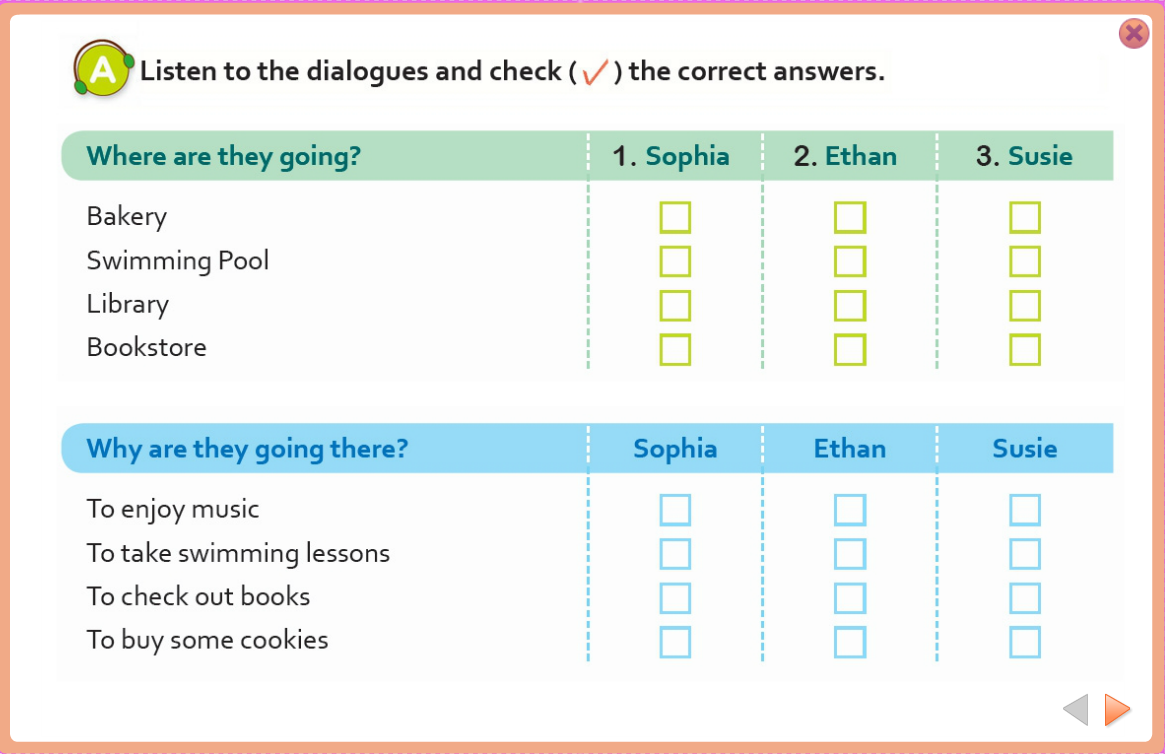 A Listen to the dialogues and check ( ✓ ) the correct answers.
Where are they going? 1. Sophia 2. Ethan 3. Susie
Bakery
Swimming Pool
Library
Bookstore
Why are they going there? Sophia Ethan Susie
To enjoy music
To take swimming lessons
To check out books
To buy some cookies